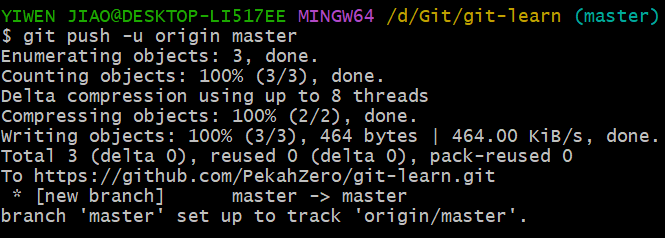 YIWEN JIAO@DESKTOP-LI517EE MINGW64 /d/Git/git-learn (master)
$ git push -u origin master
Enumerating objects: 3, done.
Counting objects: 100% (3/3), done.
Delta compression using up to 8 threads
Compressing objects: 100% (2/2), done.
Writing objects: 100% (3/3), 464 bytes | 464.00 KiB/s, done.
Total 3 (delta 0), reused 0 (delta 0), pack-reused 0
To https://github.com/PekahZero/git-learn.git
 * [new branch]      master -> master
branch 'master' set up to track 'origin/master'.